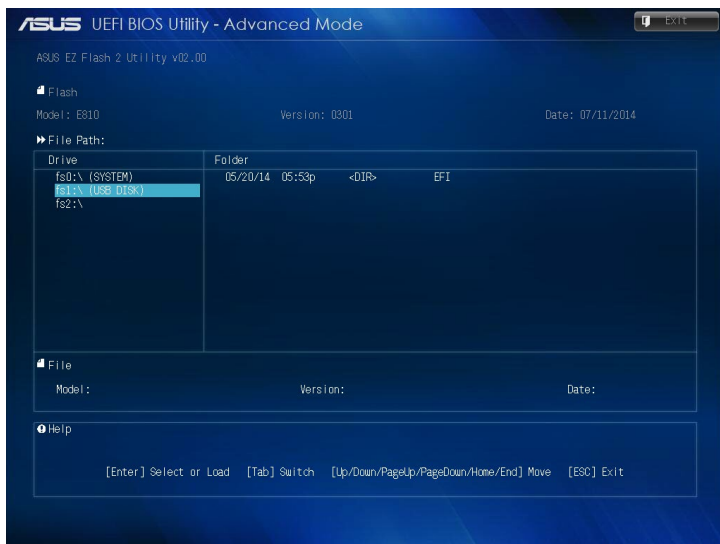 ASUS UEFI BIOS Utility - Advanced Mode
Exit
ASUS EZ Flash 2 Utility v02.00
Flash
Model: E810 Version: 0301 Date: 07/11/2014
File Path:
Drive Folder
fs0:\ (SYSTEM) 05/20/14 05:53p <DIR> EFI
fs1:\ (USB DISK)
fs2:\
File
Model: Version: Date:
Help
[Enter] Select or Load [Tab] Switch [Up/Down/PageUp/PageDown/Home/End] Move [ESC] Exit